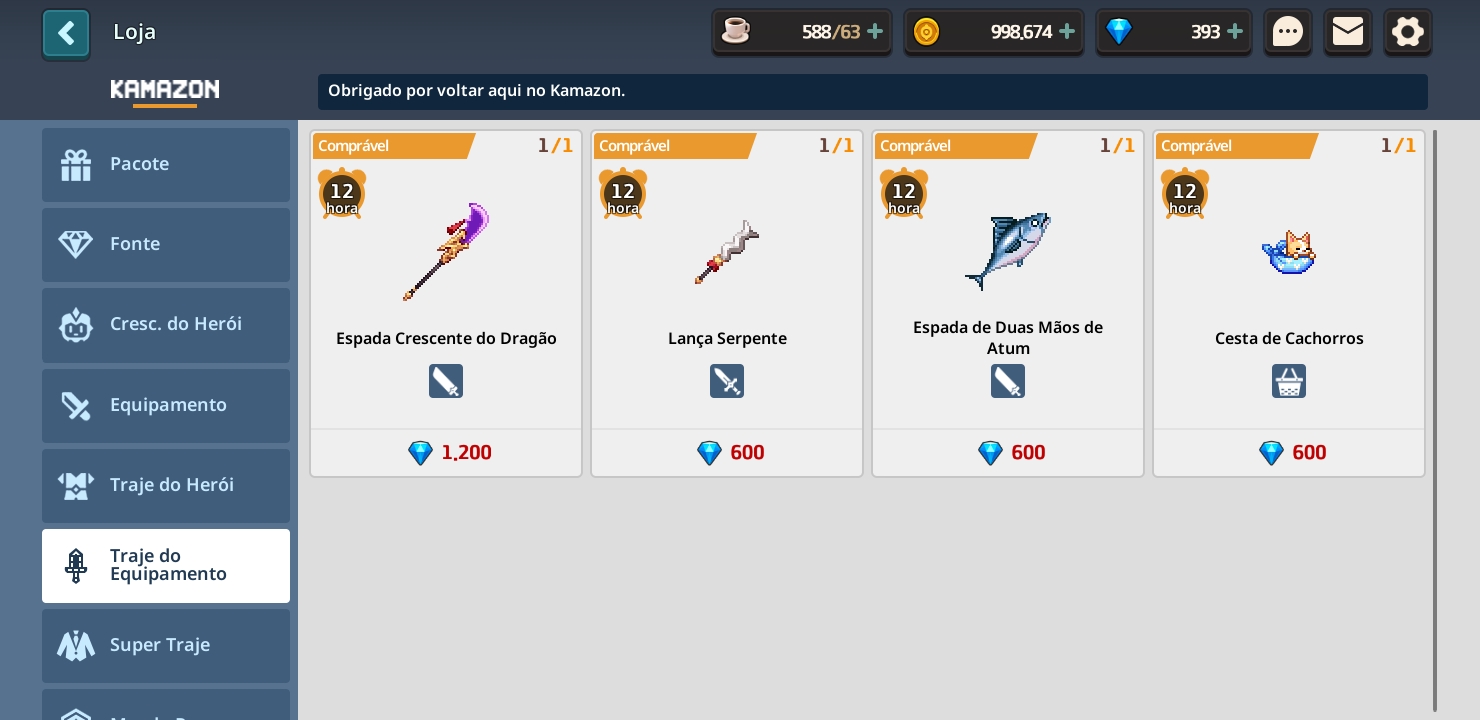 Loja
588/63
998,674
393
KAMAZON
Obrigado por voltar aqui no Kamazon.
Pacote
Fonte
Cresc. do Herói
Equipamento
Traje do Herói
Traje do
Equipamento
Super Traje
Comprável 1/1
12
hora
Espada Crescente do Dragão
1,200
Comprável 1/1
12
hora
Lança Serpente
600
Comprável 1/1
12
hora
Espada de Duas Mãos de
Atum
600
Comprável 1/1
12
hora
Cesta de Cachorros
600